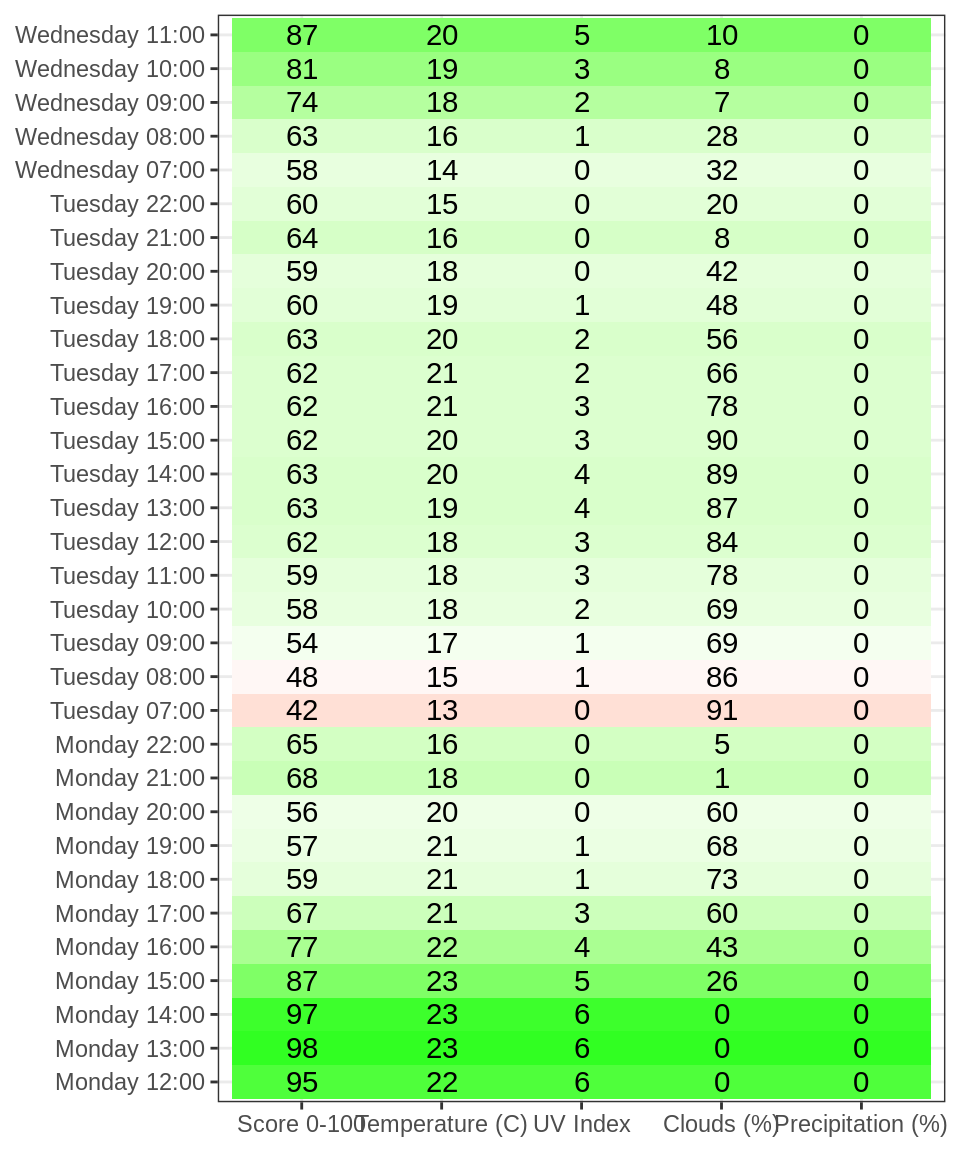 Wednesday 11:00 87 20 5 10 0
Wednesday 10:00 81 19 3 8 0
Wednesday 09:00 74 18 2 7 0
Wednesday 08:00 63 16 1 28 0
Wednesday 07:00 58 14 0 32 0
Tuesday 22:00 60 15 0 20 0
Tuesday 21:00 64 16 0 8 0
Tuesday 20:00 59 18 0 42 0
Tuesday 19:00 60 19 1 48 0
Tuesday 18:00 63 20 2 56 0
Tuesday 17:00 62 21 2 66 0
Tuesday 16:00 62 21 3 78 0
Tuesday 15:00 62 20 3 90 0
Tuesday 14:00 63 20 4 89 0
Tuesday 13:00 63 19 4 87 0
Tuesday 12:00 62 18 3 84 0
Tuesday 11:00 59 18 3 78 0
Tuesday 10:00 58 18 2 69 0
Tuesday 09:00 54 17 1 69 0
Tuesday 08:00 48 15 1 86 0
Tuesday 07:00 42 13 0 91 0
Monday 22:00 65 16 0 5 0
Monday 21:00 68 18 0 1 0
Monday 20:00 56 20 0 60 0
Monday 19:00 57 21 1 68 0
Monday 18:00 59 21 1 73 0
Monday 17:00 67 21 3 60 0
Monday 16:00 77 22 4 43 0
Monday 15:00 87 23 5 26 0
Monday 14:00 97 23 6 0 0
Monday 13:00 98 23 6 0 0
Monday 12:00 95 22 6 0 0
Score 0-100 Temperature (C) UV Index Clouds (%) Precipitation (%)